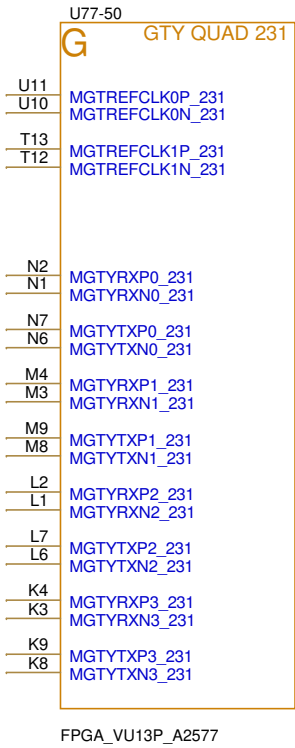 U77-50
G GTY QUAD 231
U11 MGTREFCLK0P_231
U10 MGTREFCLK0N_231
T13 MGTREFCLK1P_231
T12 MGTREFCLK1N_231
N2 MGTYRXP0_231
N1 MGTYRXN0_231
N7 MGTYTXP0_231
N6 MGTYTXN0_231
M4 MGTYRXP1_231
M3 MGTYRXN1_231
M9 MGTYTXP1_231
M8 MGTYTXN1_231
L2 MGTYRXP2_231
L1 MGTYRXN2_231
L7 MGTYTXP2_231
L6 MGTYTXN2_231
K4 MGTYRXP3_231
K3 MGTYRXN3_231
K9 MGTYTXP3_231
K8 MGTYTXN3_231
FPGA_VU13P_A2577